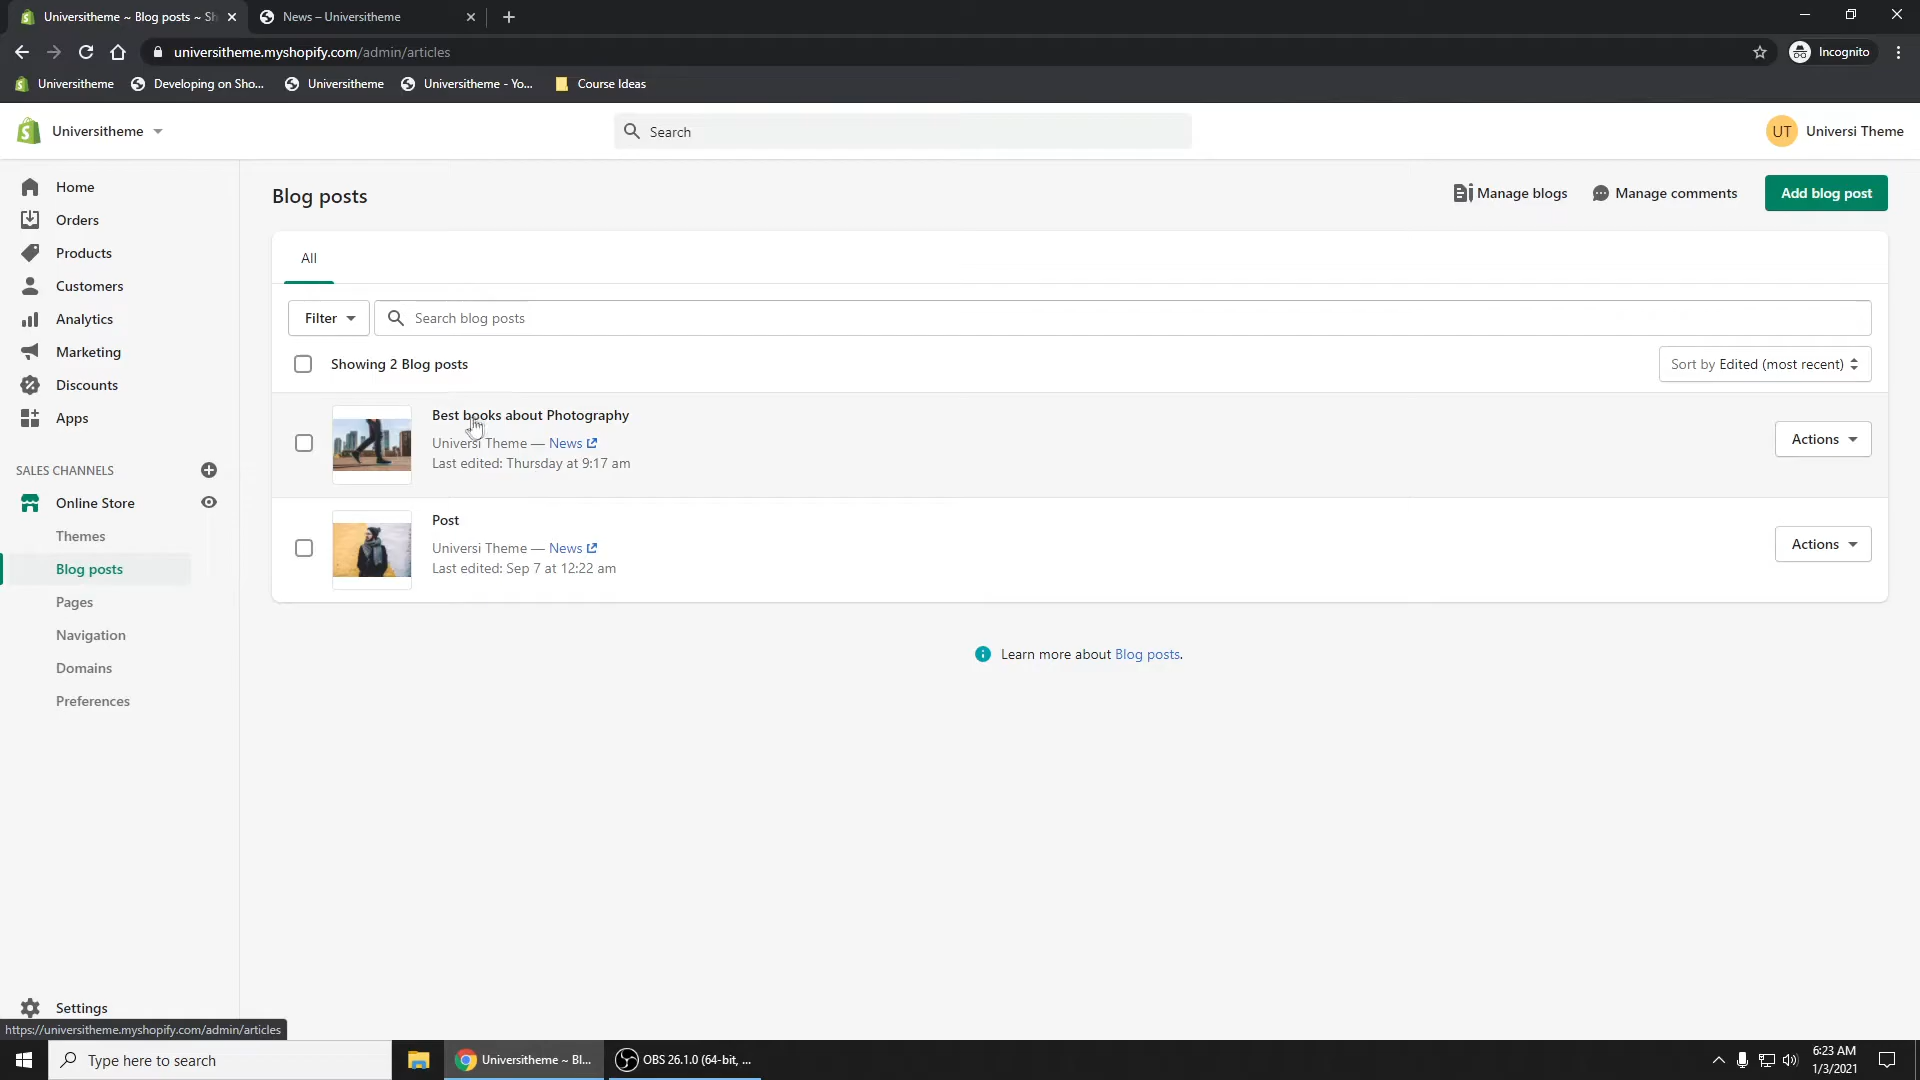 Universitheme ~ Blog posts ~ Sh
News – Universitheme
universitheme.myshopify.com/admin/articles
Incognito
Universitheme
Developing on Sho...
Universitheme
Universitheme - Yo...
Course Ideas
Universitheme
Search
UT
Universi Theme
Home
Orders
Products
Customers
Analytics
Marketing
Discounts
Apps
SALES CHANNELS
Online Store
Themes
Blog posts
Pages
Navigation
Domains
Preferences
Settings
Blog posts
Manage blogs
Manage comments
Add blog post
All
Filter
Search blog posts
Showing 2 Blog posts
Sort by Edited (most recent)
Best books about Photography
Universi Theme — News
Last edited: Thursday at 9:17 am
Actions
Post
Universi Theme — News
Last edited: Sep 7 at 12:22 am
Actions
Learn more about Blog posts.
https://universitheme.myshopify.com/admin/articles
Type here to search
Universitheme ~ Bl...
OBS 26.1.0 (64-bit, ...
6:23 AM
1/3/2021